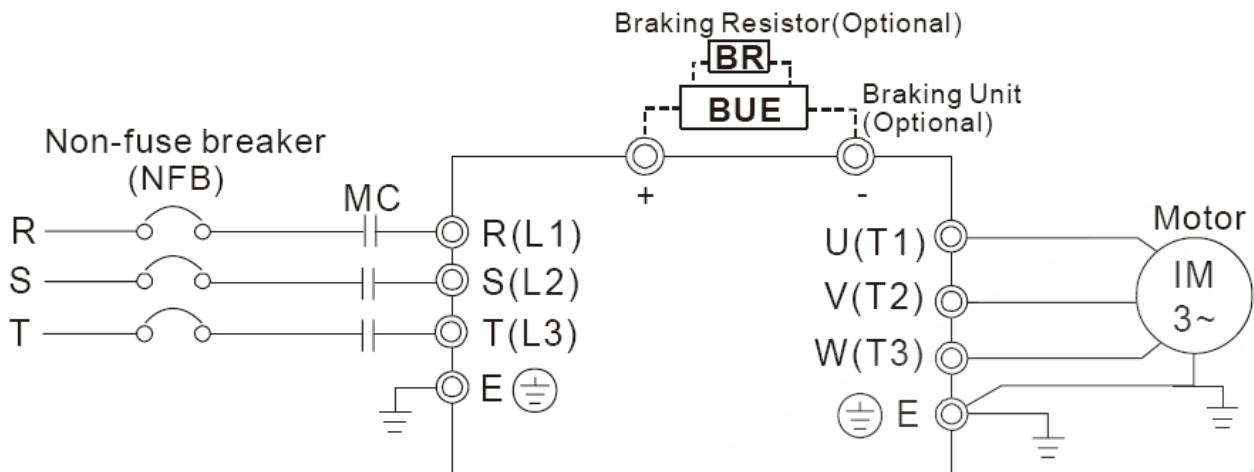 Braking Resistor(Optional)
BR
BUE
Braking Unit
(Optional)
Non-fuse breaker
(NFB)
MC
+
-
R
R(L1)
S
S(L2)
T
T(L3)
E
U(T1)
V(T2)
W(T3)
E
Motor
IM
3~